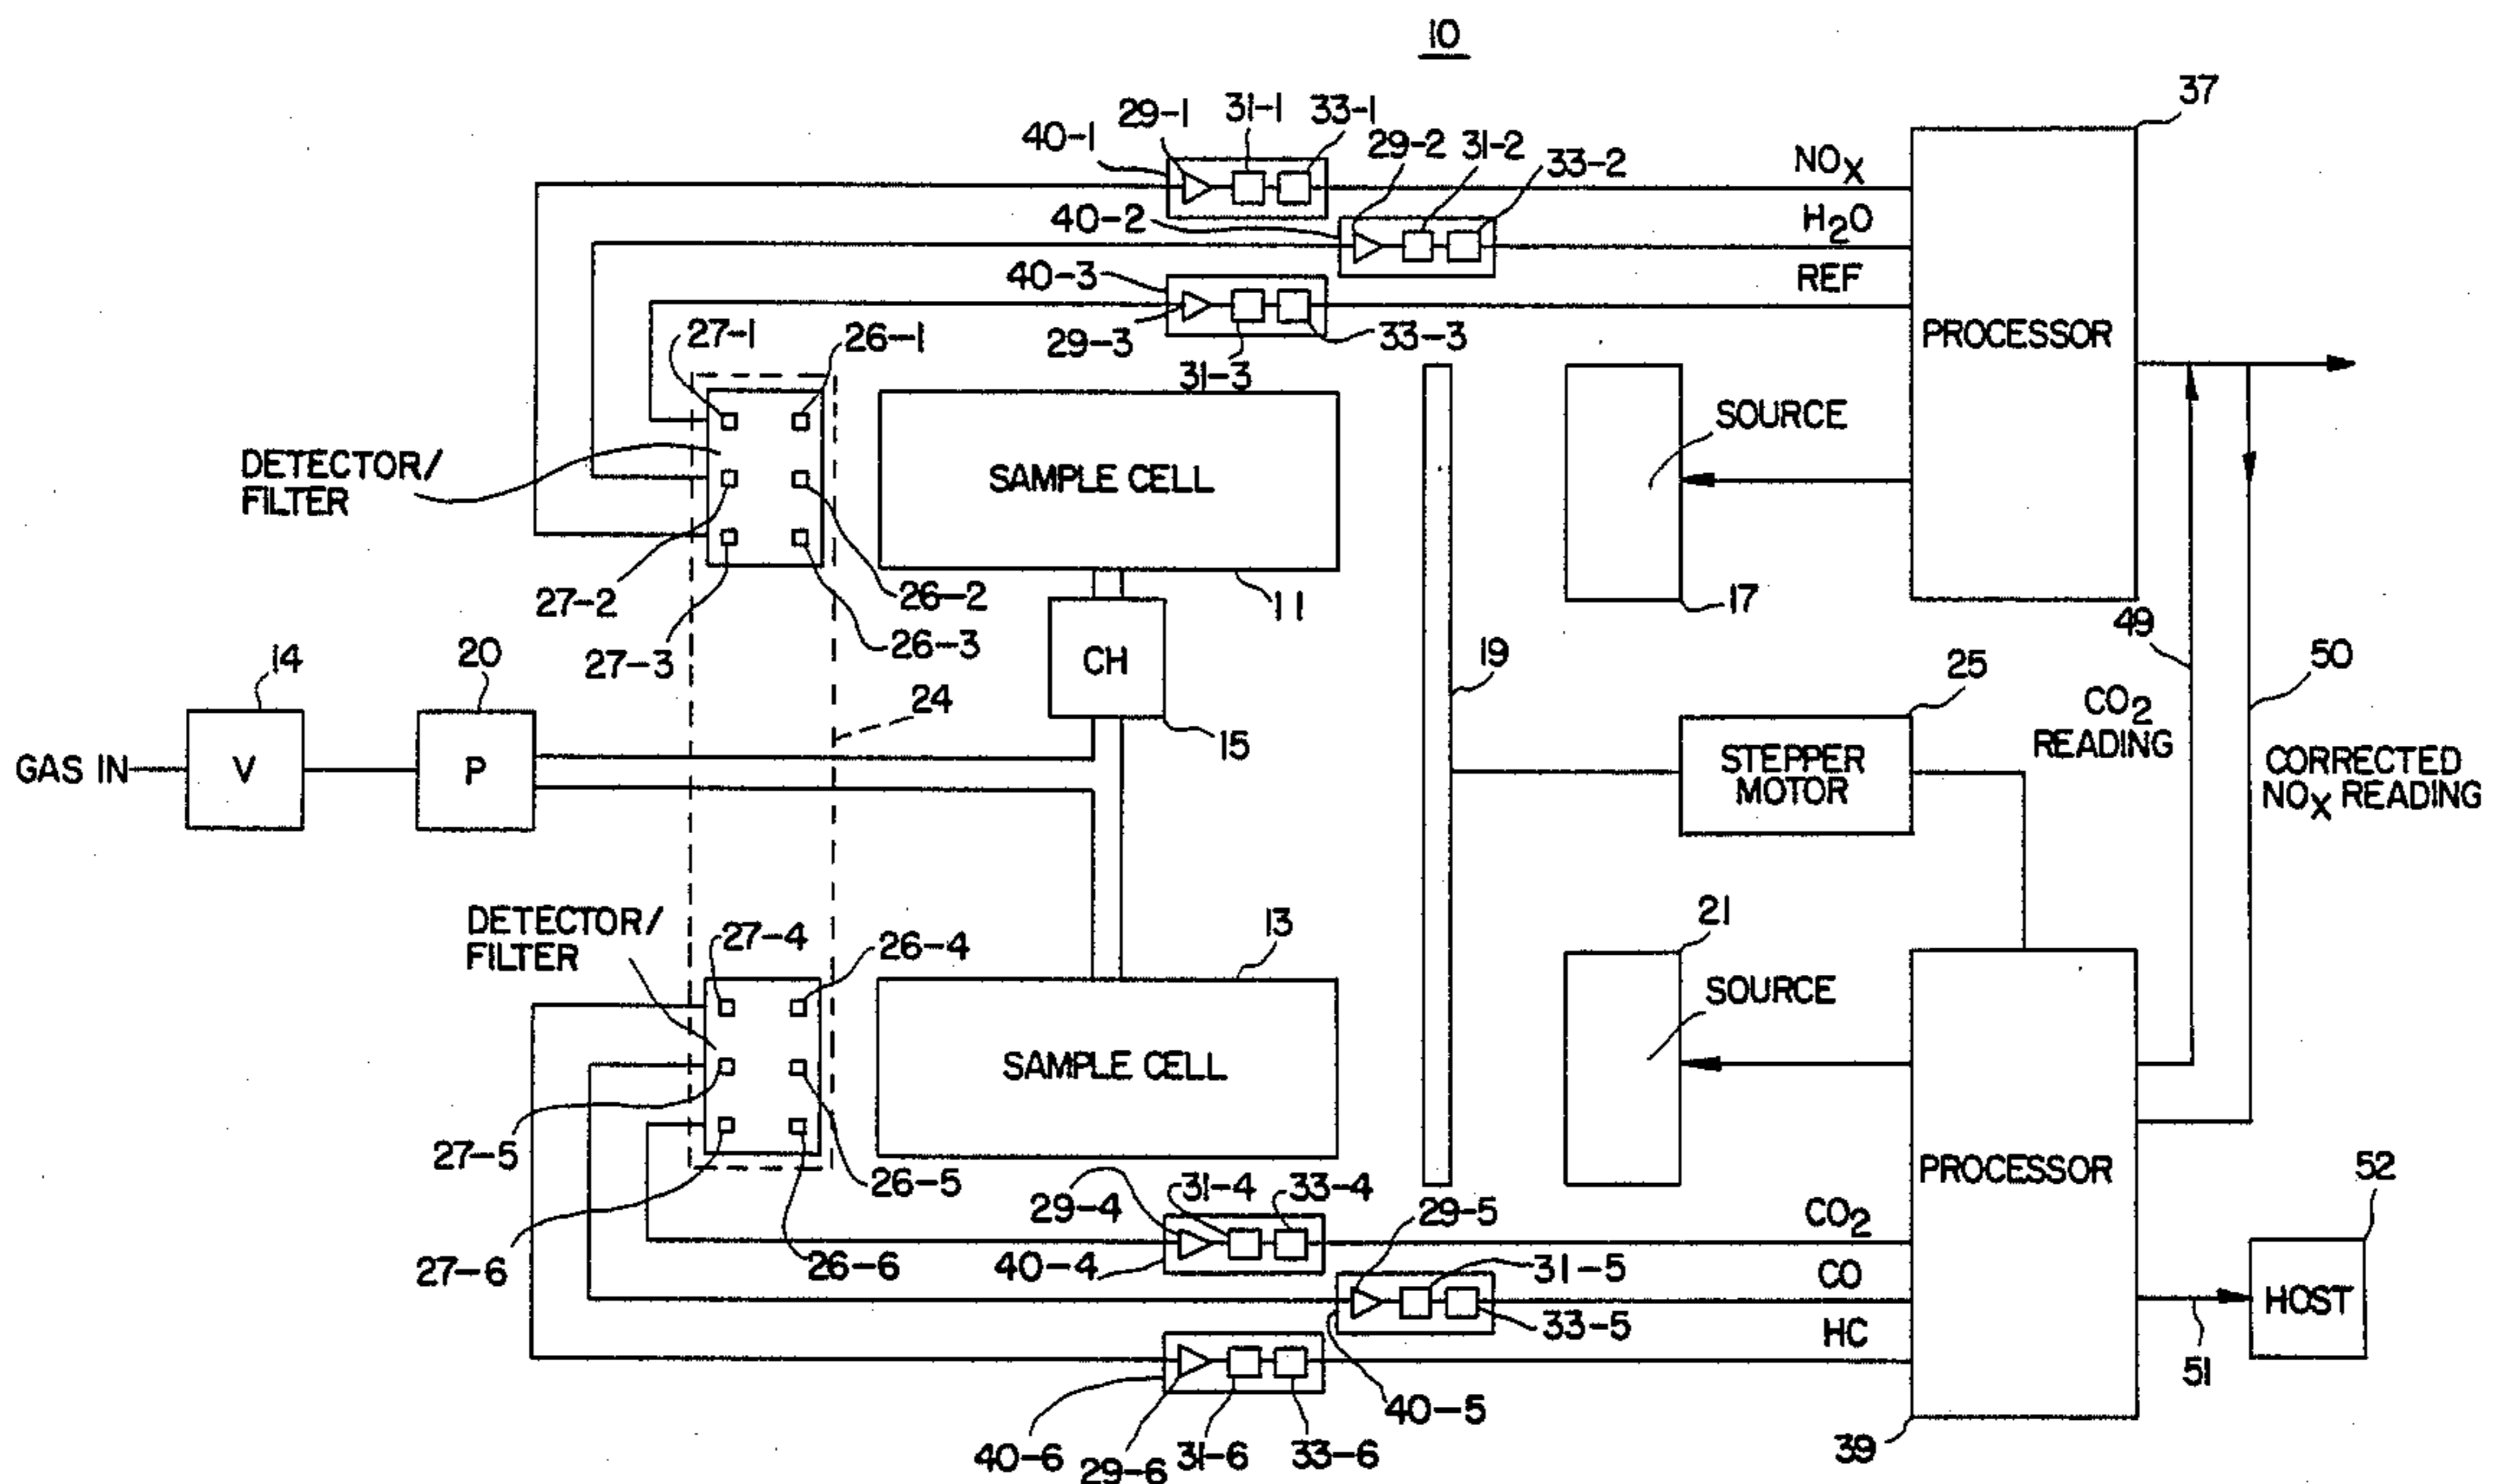 10
37
29-1
31-1
33-1
40-1
29-2
31-2
33-2
NOX
40-2
H2O
40-3
REF
29-3
33-3
PROCESSOR
27-1
26-1
31-3
SOURCE
DETECTOR/
FILTER
SAMPLE CELL
27-2
26-2
11
17
49
27-3
26-3
14
20
CH
19
25
50
24
15
CO2
READING
GAS IN
V
P
STEPPER
MOTOR
CORRECTED
NOX READING
DETECTOR/
FILTER
27-4
26-4
13
21
SOURCE
SAMPLE CELL
27-5
26-5
PROCESSOR
52
29-4
31-4
33-4
29-5
CO2
27-6
26-6
40-4
31-5
CO
HOST
33-5
HC
51
40-5
40-6
29-6
31-6
33-6
39